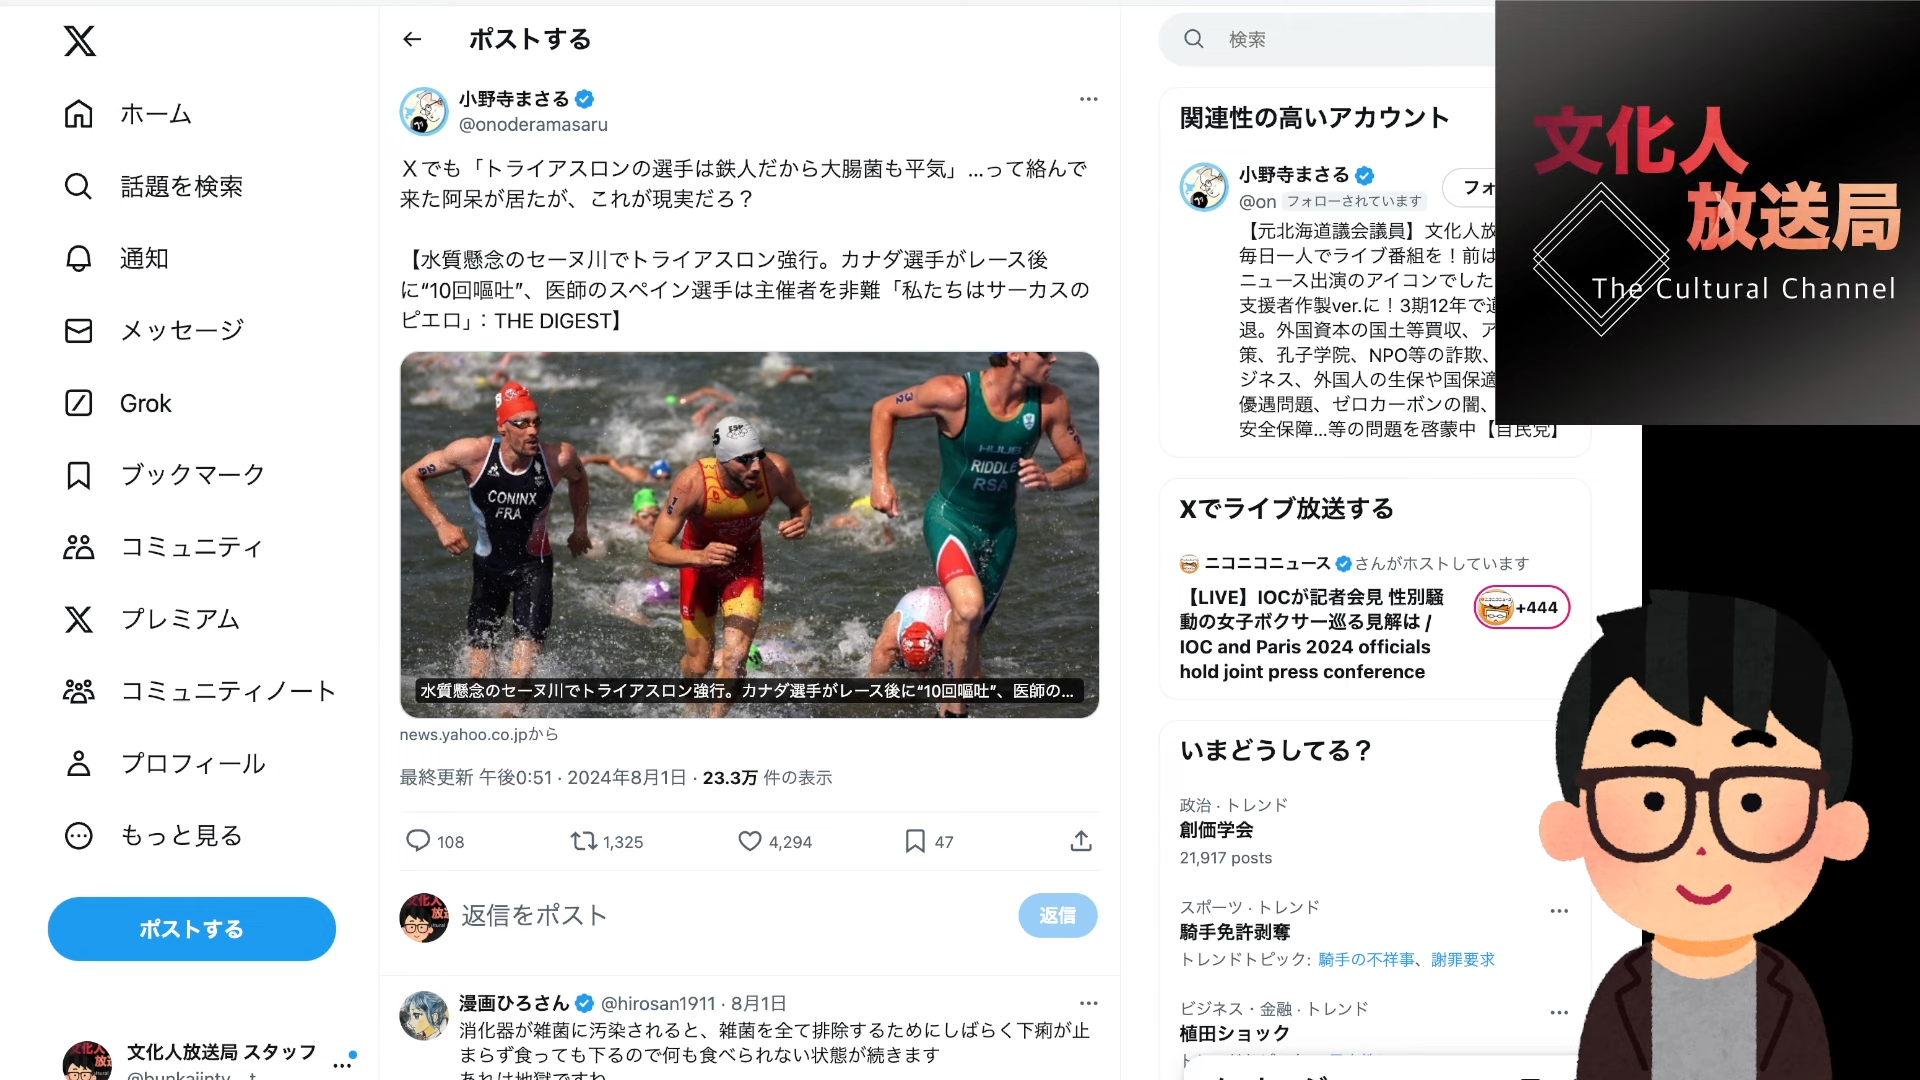 ホーム
話題を検索
通知
メッセージ
Grok
ブックマーク
コミュニティ
プレミアム
コミュニティノート
プロフィール
もっと見る
ポストする
文化人放送局 スタッフ
ポストする
小野寺まさる
@onoderamasaru
Ｘでも「トライアスロンの選手は鉄人だから大腸菌も平気」…って絡んで
来た阿呆が居たが、これが現実だろ？
【水質懸念のセーヌ川でトライアスロン強行。カナダ選手がレース後
に“10回嘔吐”、医師のスペイン選手は主催者を非難「私たちはサーカスの
ピエロ」：THE DIGEST】
CONINX
FRA
ESP
HUUB
RIDDLE
RSA
水質懸念のセーヌ川でトライアスロン強行。カナダ選手がレース後に“10回嘔吐”、医師の...
news.yahoo.co.jpから
最終更新 午後0:51 · 2024年8月1日 · 23.3万 件の表示
108 1,325 4,294 47
返信をポスト
返信
漫画ひろさん @hirosan1911 · 8月1日
消化器が雑菌に汚染されると、雑菌を全て排除するためにしばらく下痢が止
まらず食っても下るので何も食べられない状態が続きます
あれは地獄ですね
検索
関連性の高いアカウント
小野寺まさる
@on フォローされています
フォ
【元北海道議会議員】文化人放
毎日一人でライブ番組を！前は
ニュース出演のアイコンでした
支援者作製ver.に！3期12年で道
退。外国資本の国土等買収、ア
策、孔子学院、NPO等の詐欺、
ジネス、外国人の生保や国保適
優遇問題、ゼロカーボンの闇、
安全保障...等の問題を啓蒙中【自民党】
Xでライブ放送する
ニコニコニュース さんがホストしています
【LIVE】IOCが記者会見 性別騒
動の女子ボクサー巡る見解は /
IOC and Paris 2024 officials
hold joint press conference
+444
いまどうしてる？
政治 · トレンド
創価学会
21,917 posts
スポーツ · トレンド
騎手免許剥奪
トレンドトピック: 騎手の不祥事、謝罪要求
ビジネス・金融 · トレンド
植田ショック
文化人
放送局
The Cultural Channel